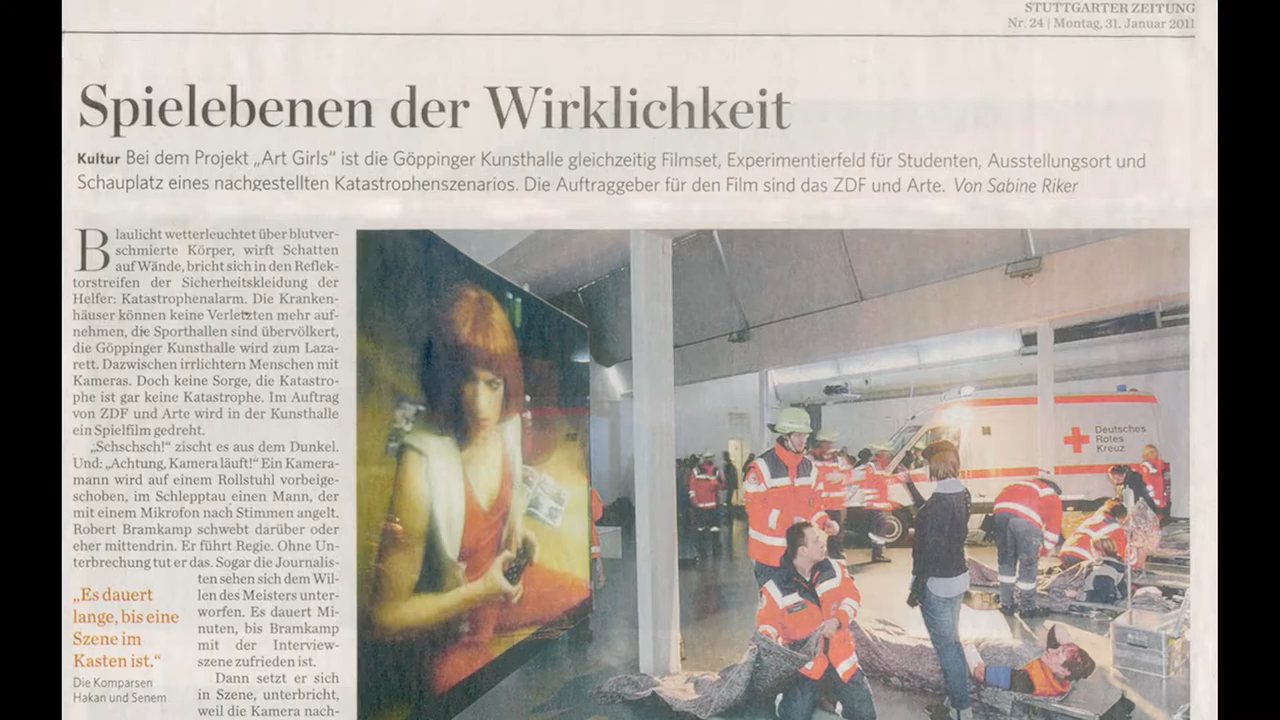 STUTTGARTER ZEITUNG
Nr. 24 | Montag, 31. Januar 2011
Spielebenen der Wirklichkeit
Kultur Bei dem Projekt „Art Girls“ ist die Göppinger Kunsthalle gleichzeitig Filmset, Experimentierfeld für Studenten, Ausstellungsort und
Schauplatz eines nachgestellten Katastrophenszenarios. Die Auftraggeber für den Film sind das ZDF und Arte. Von Sabine Riker
Blaulicht wetterleuchtet über blutver-
schmierte Körper, wirft Schatten
auf Wände, bricht sich in den Reflek-
torstreifen der Sicherheitskleidung der
Helfer: Katastrophenalarm. Die Kranken-
häuser können keine Verletzten mehr auf-
nehmen, die Sporthallen sind übervölkert,
die Göppinger Kunsthalle wird zum Laza-
rett. Dazwischen irrlichtern Menschen mit
Kameras. Doch keine Sorge, die Katastro-
phe ist gar keine Katastrophe. Im Auftrag
von ZDF und Arte wird in der Kunsthalle
ein Spielfilm gedreht.
„Schschsch!“ zischt es aus dem Dunkel.
Und: „Achtung, Kamera läuft!“ Ein Kamera-
mann wird auf einem Rollstuhl vorbeige-
schoben, im Schlepptau einen Mann, der
mit einem Mikrofon nach Stimmen angelt.
Robert Bramkamp schwebt darüber oder
eher mittendrin. Er führt Regie. Ohne Un-
terbrechung tut er das. Sogar die Journalis-
ten sehen sich dem Wil-
len des Meisters unter-
worfen. Es dauert Mi-
nuten, bis Bramkamp
mit der Interview-
szene zufrieden ist.
Dann setzt er sich
in Szene, unterbricht,
weil die Kamera nach-
„Es dauert
lange, bis eine
Szene im
Kasten ist.“
Die Komparsen
Hakan und Senem
Deutsches
Rotes
Kreuz